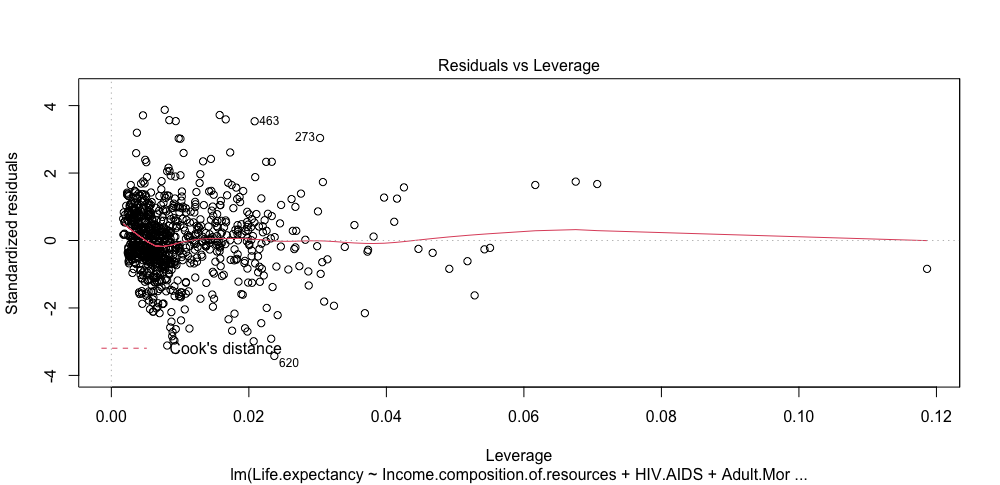 Residuals vs Leverage
Standardized residuals
4
2
0
-2
-4
463
273
620
Cook's distance
0.00 0.02 0.04 0.06 0.08 0.10 0.12
Leverage
lm(Life.expectancy ~ Income.composition.of.resources + HIV.AIDS + Adult.Mor ...